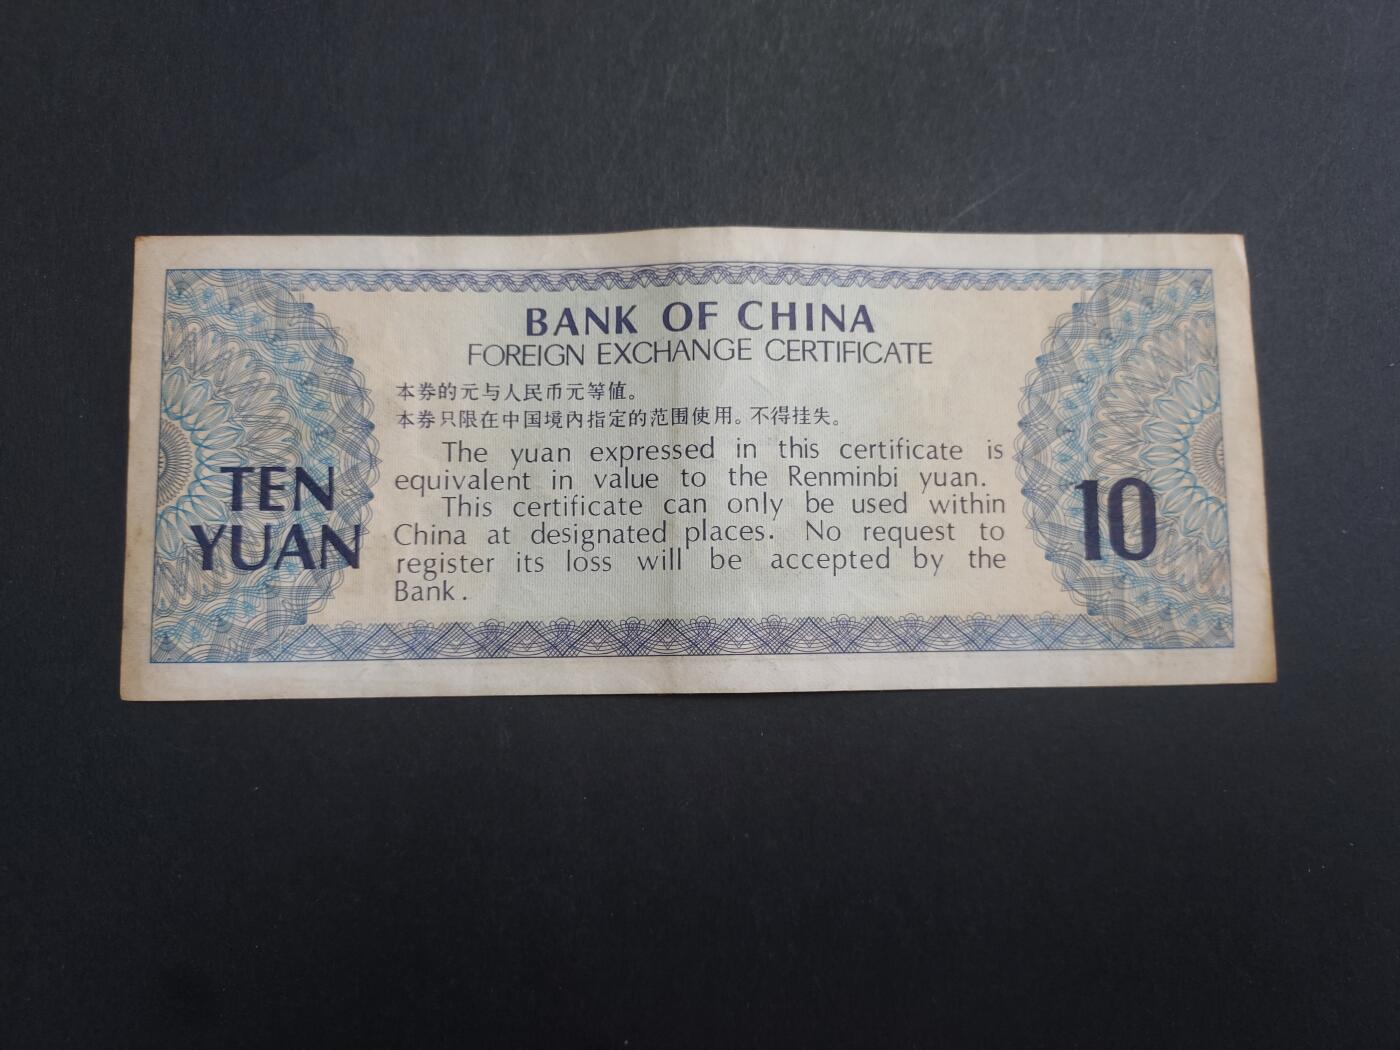 BANK OF CHINA
FOREIGN EXCHANGE CERTIFICATE
本券的元与人民币元等值。
本券只限在中国境内指定的范围使用。不得挂失。
The yuan expressed in this certificate is
equivalent in value to the Renminbi yuan.
This certificate can only be used within
China at designated places. No request to
register its loss will be accepted by the
Bank.
TEN
YUAN
10